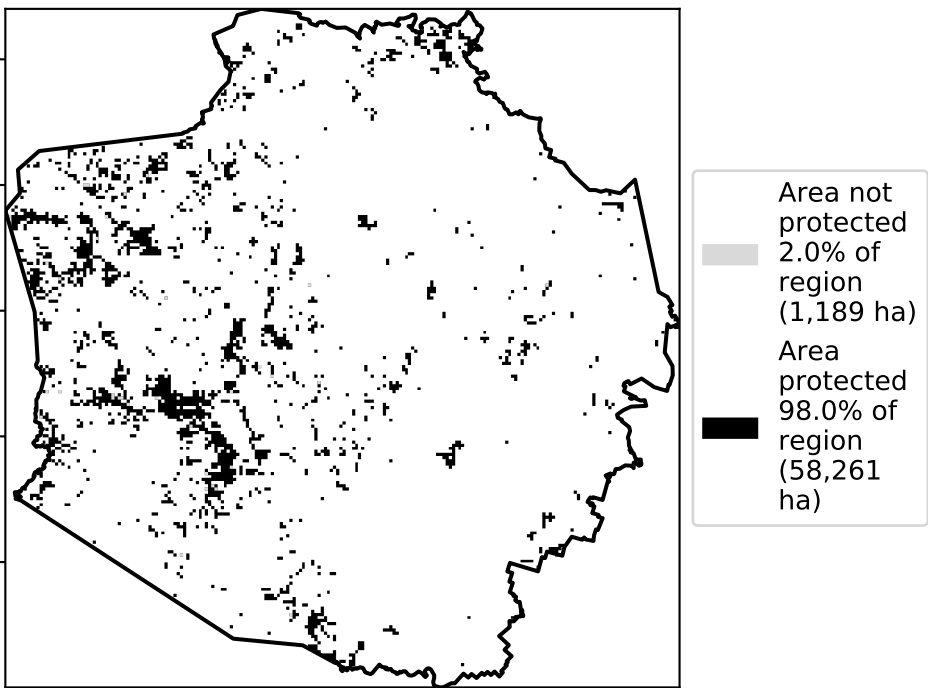 Area not
protected
2.0% of
region
(1,189 ha)
Area
protected
98.0% of
region
(58,261
ha)